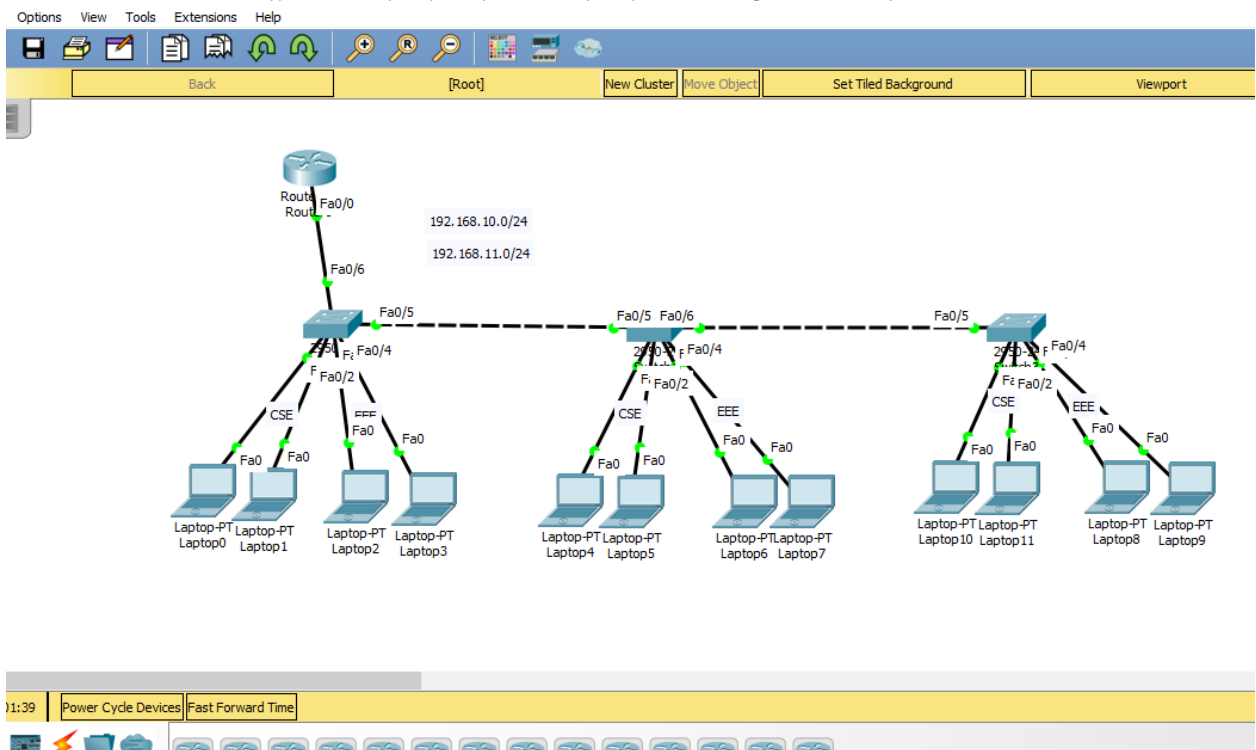 Options View Tools Extensions Help
Back [Root] New Cluster Move Object Set Tiled Background Viewport
Fa0/0
192.168.10.0/24
192.168.11.0/24
Fa0/6
Fa0/5 Fa0/5 Fa0/6 Fa0/5
Fa0/4 Fa0/4 Fa0/4
Fa0/2 Fa0/2 Fa0/2
CSE EEE CSE EEE CSE EEE
Fa0 Fa0 Fa0 Fa0 Fa0 Fa0 Fa0 Fa0 Fa0 Fa0 Fa0 Fa0
Laptop-PT Laptop-PT Laptop-PT Laptop-PT Laptop-PT Laptop-PT Laptop-PT Laptop-PT Laptop-PT Laptop-PT Laptop-PT Laptop-PT
Laptop0 Laptop1 Laptop2 Laptop3 Laptop4 Laptop5 Laptop6 Laptop7 Laptop10 Laptop11 Laptop8 Laptop9
1:39 Power Cycle Devices Fast Forward Time